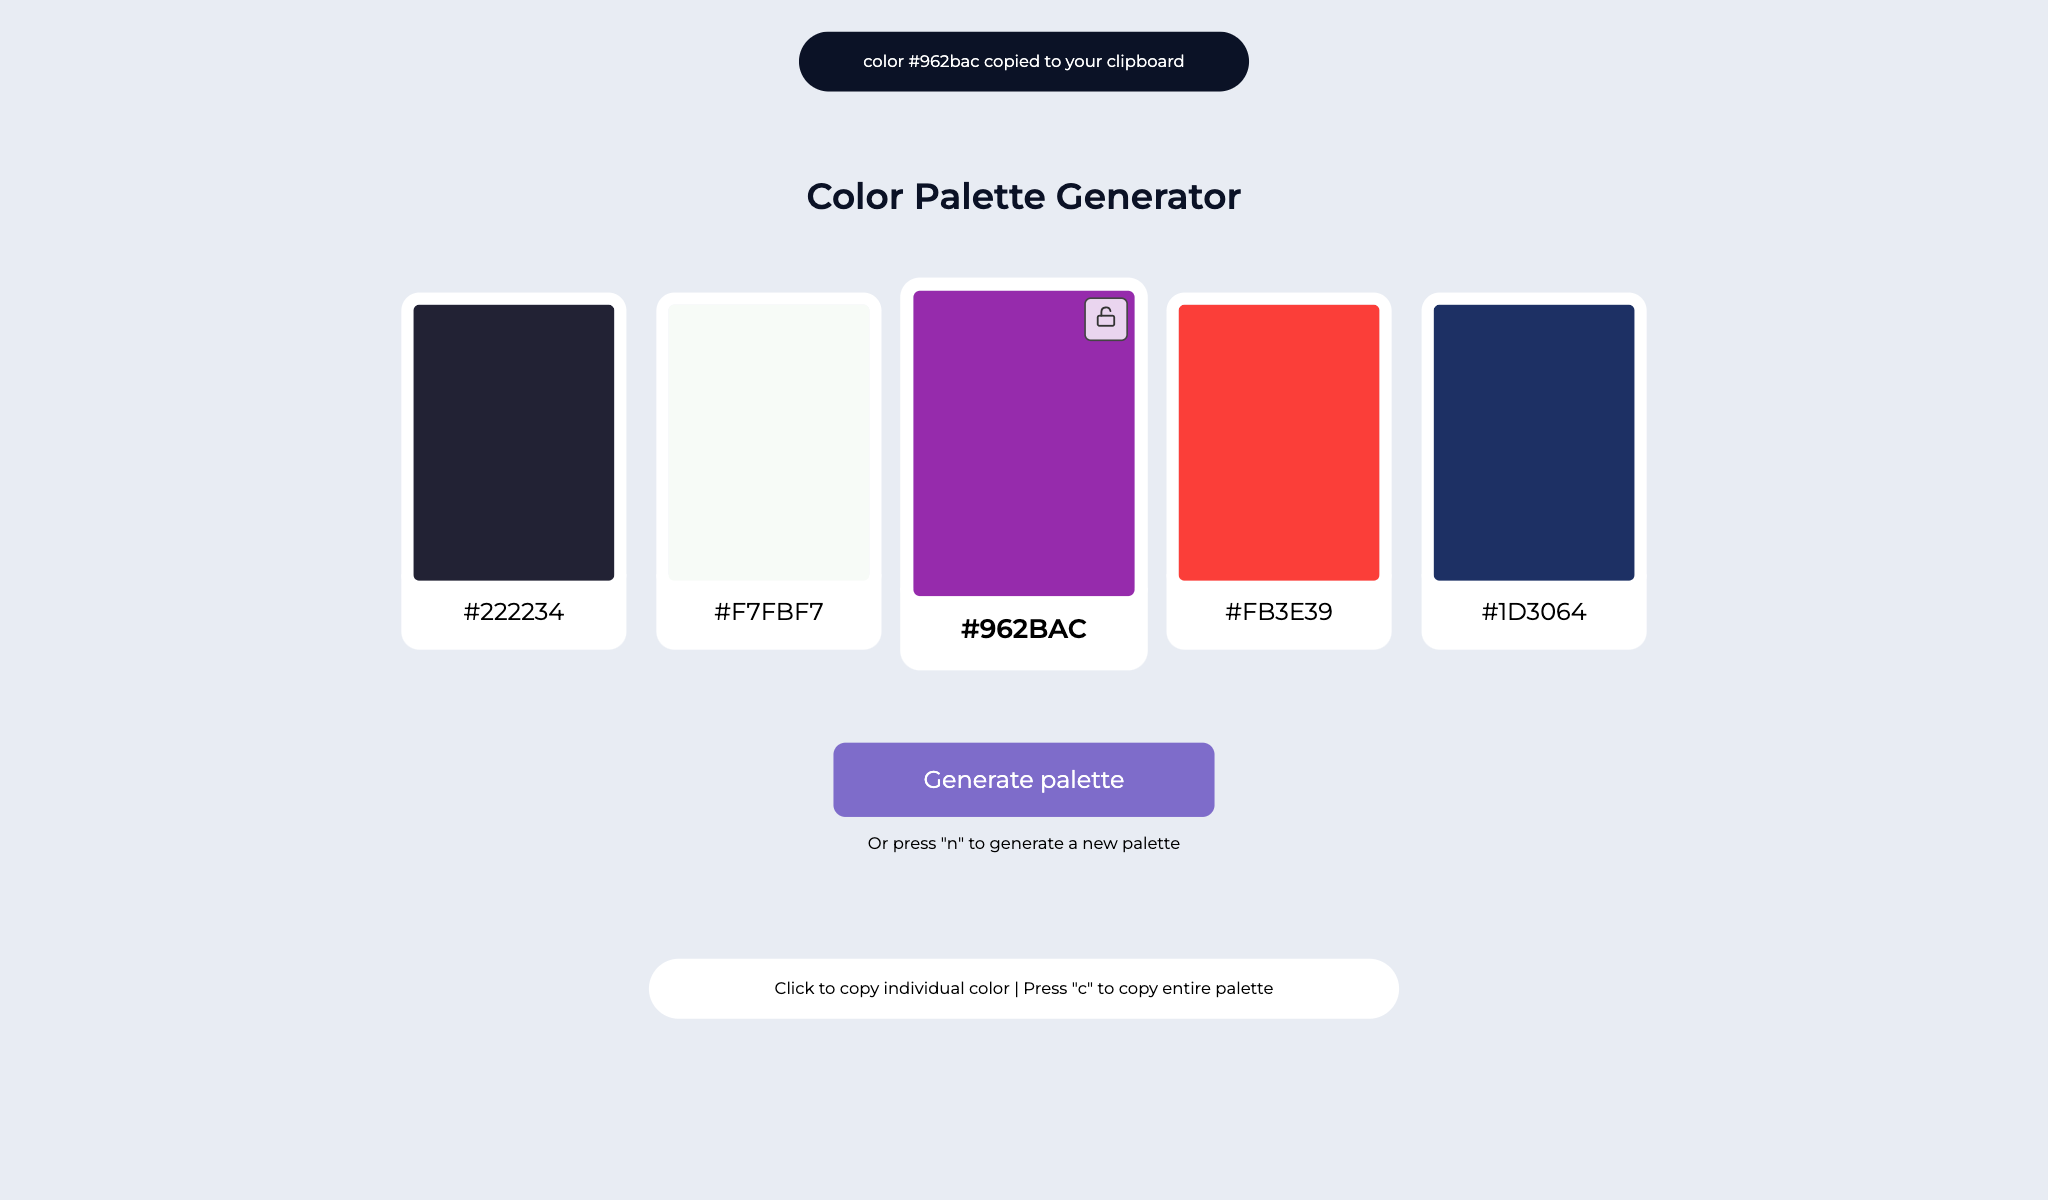 color #962bac copied to your clipboard
Color Palette Generator
#222234
#F7FBF7
#962BAC
#FB3E39
#1D3064
Generate palette
Or press "n" to generate a new palette
Click to copy individual color | Press "c" to copy entire palette